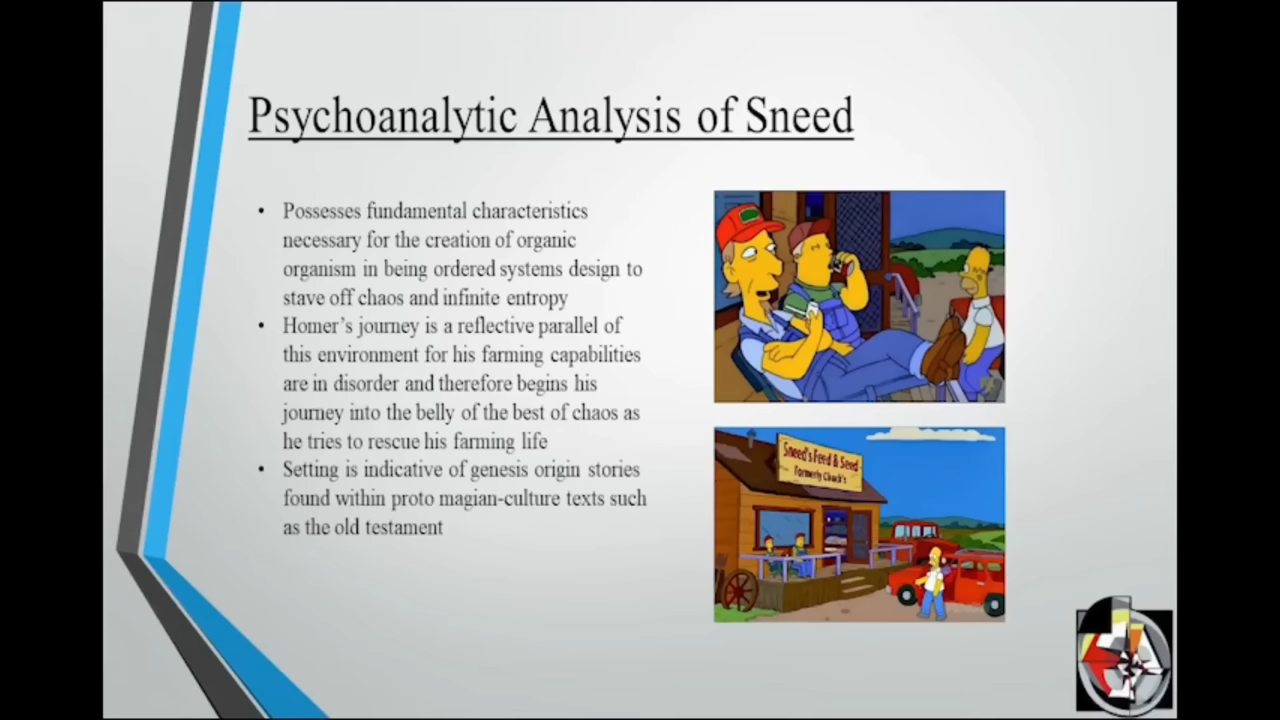 Psychoanalytic Analysis of Sneed
• Possesses fundamental characteristics
necessary for the creation of organic
organism in being ordered systems design to
stave off chaos and infinite entropy
• Homer's journey is a reflective parallel of
this environment for his farming capabilities
are in disorder and therefore begins his
journey into the belly of the best of chaos as
he tries to rescue his farming life
• Setting is indicative of genesis origin stories
found within proto magian-culture texts such
as the old testament
Sneed's Feed & Seed
Formerly Chuck's